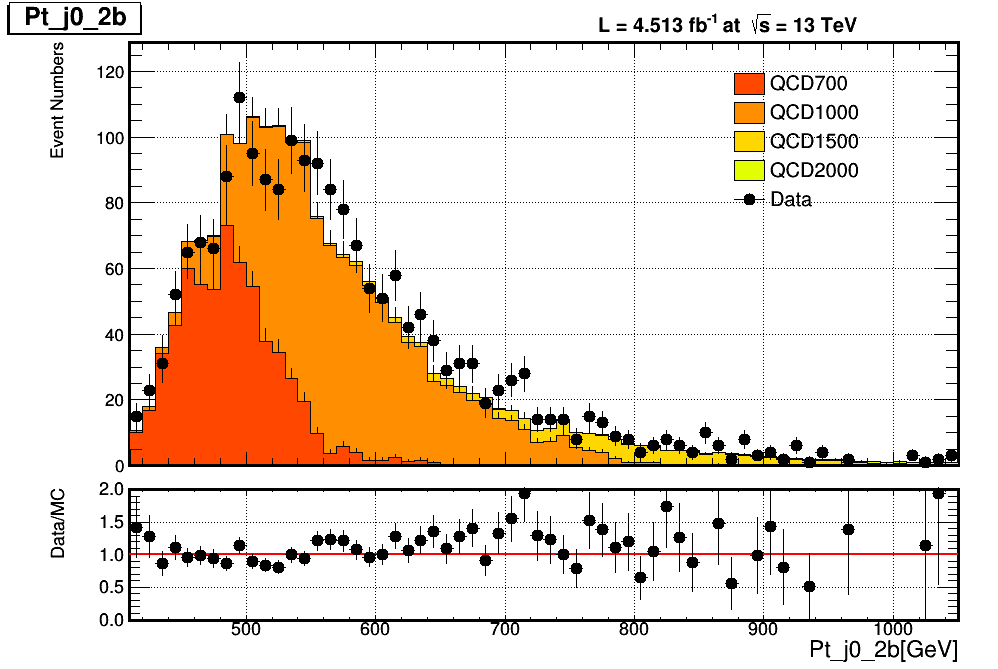 Pt_j0_2b
L = 4.513 fb⁻¹ at √s = 13 TeV
Event Numbers
120
100
80
60
40
20
0
QCD700
QCD1000
QCD1500
QCD2000
Data
Data/MC
2.0
1.5
1.0
0.5
0.0
500 600 700 800 900 1000
Pt_j0_2b[GeV]